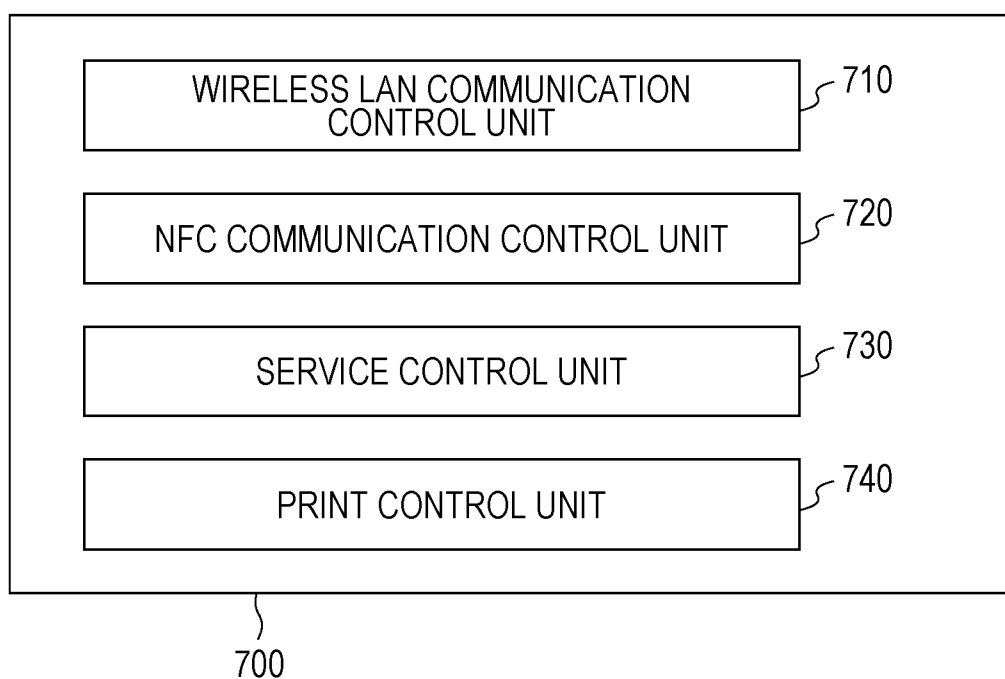 WIRELESS LAN COMMUNICATION
CONTROL UNIT
710
NFC COMMUNICATION CONTROL UNIT
720
SERVICE CONTROL UNIT
730
PRINT CONTROL UNIT
740
700